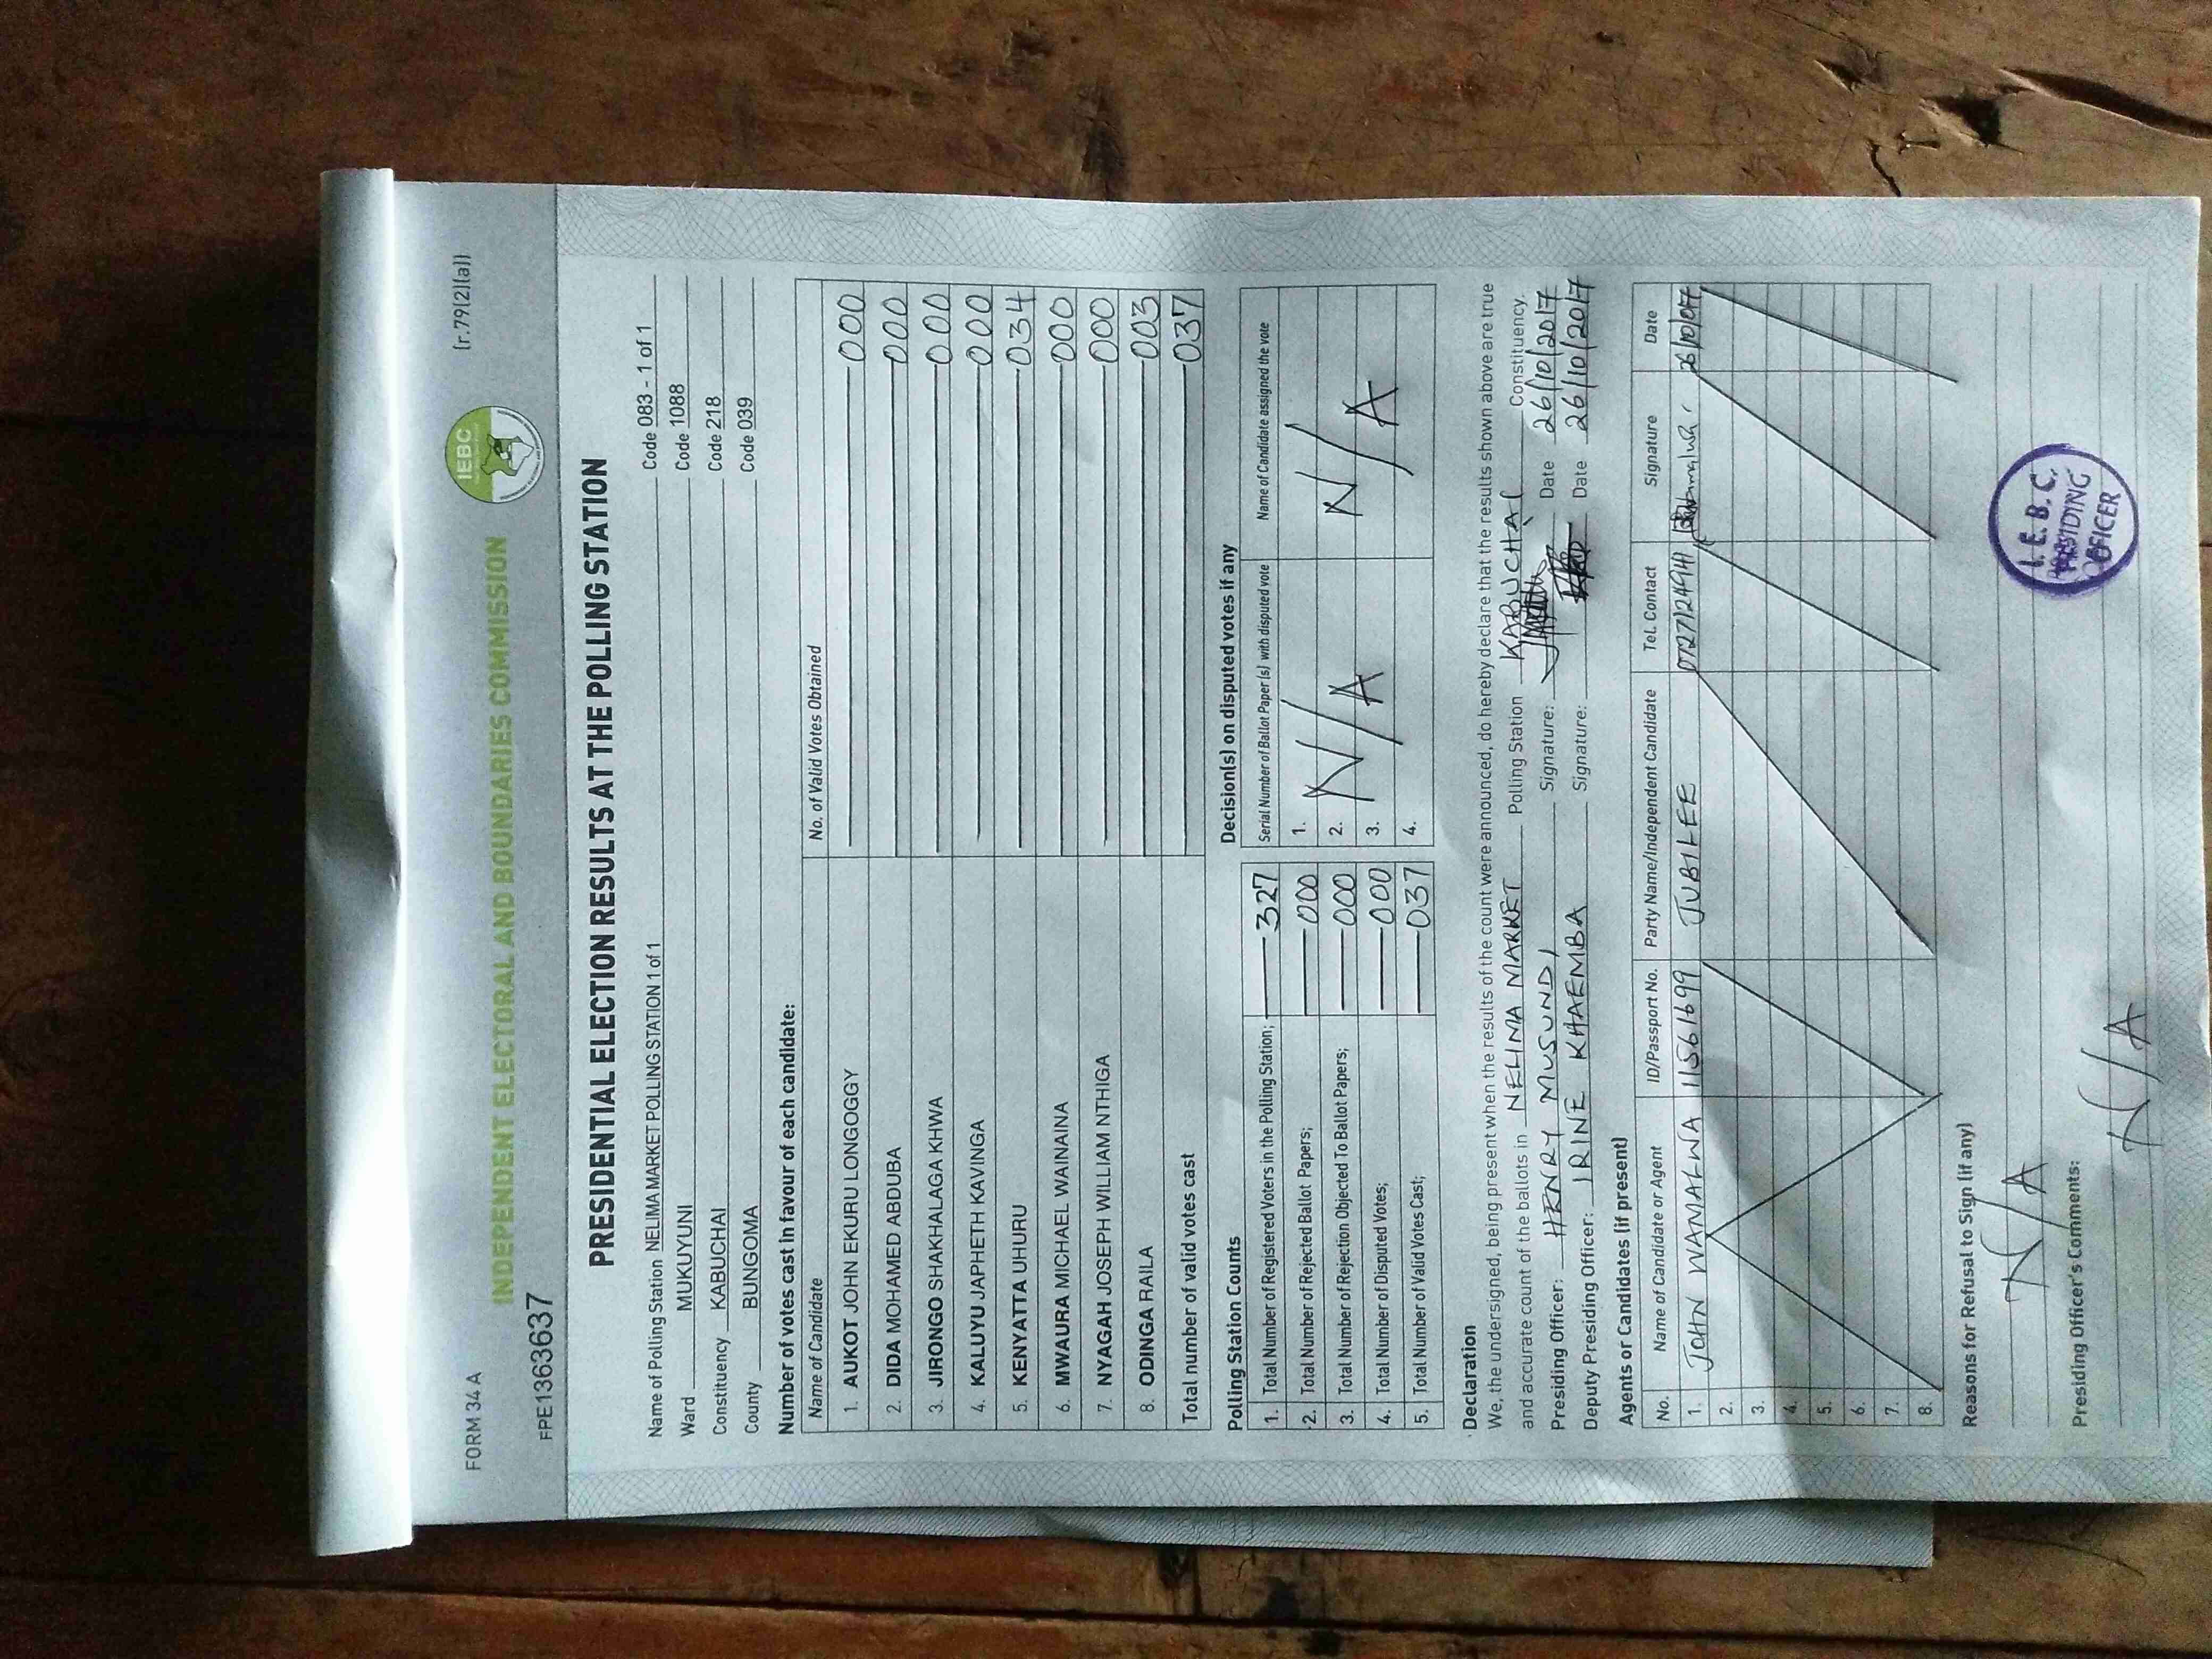 FORM 34 A
(r.79(2)(a))
INDEPENDENT ELECTORAL AND BOUNDARIES COMMISSION
IEBC
FPE1363637
PRESIDENTIAL ELECTION RESULTS AT THE POLLING STATION
Name of Polling Station NELIMA MARKET POLLING STATION 1 of 1 Code 083 - 1 of 1
Ward MUKUYUNI Code 1088
Constituency KABUCHAI Code 218
County BUNGOMA Code 039
Number of votes cast in favour of each candidate:
Name of Candidate No. of Valid Votes Obtained
1. AUKOT JOHN EKURU LONGOGGY 000
2. DIDA MOHAMED ABDUBA 000
3. JIRONGO SHAKHALAGA KHWA 000
4. KALUYU JAPHETH KAVINGA 000
5. KENYATTA UHURU 034
6. MWAURA MICHAEL WAINAINA 000
7. NYAGAH JOSEPH WILLIAM NTHIGA 000
8. ODINGA RAILA 003
Total number of valid votes cast 037
Polling Station Counts
1. Total Number of Registered Voters in the Polling Station; 327
2. Total Number of Rejected Ballot Papers; 000
3. Total Number of Rejection Objected To Ballot Papers; 000
4. Total Number of Disputed Votes; 000
5. Total Number of Valid Votes Cast; 037
Decision(s) on disputed votes if any
Serial Number of Ballot Paper (s) with disputed vote Name of Candidate assigned the vote
1.
2. N/A N/A
3.
4.
Declaration
We, the undersigned, being present when the results of the count were announced, do hereby declare that the results shown above are true
and accurate count of the ballots in NELIMA MARKET Polling Station KABUCHAI Constituency.
Presiding Officer: HENRY MUSUNDI Signature: Date 26/10/2017
Deputy Presiding Officer: IRINE KHAEMBA Signature: Date 26/10/2017
Agents or Candidates (if present)
No. Name of Candidate or Agent ID/Passport No. Party Name/Independent Candidate Tel. Contact Signature Date
1. JOHN WAMALWA 11561699 JUBILEE 26/10/017
2.
3.
4.
5.
6.
7.
8.
Reasons for Refusal to Sign (if any)
N/A
Presiding Officer's Comments:
N/A
I.E.B.C.
PRESIDING
OFFICER